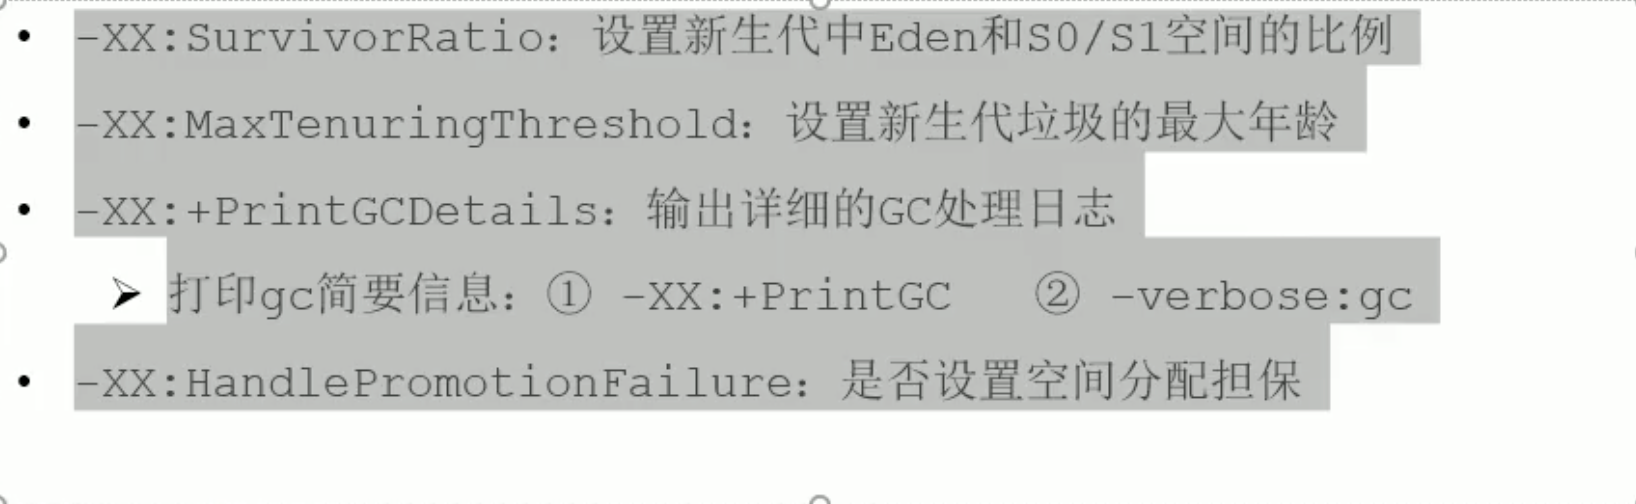 • -XX:SurvivorRatio：设置新生代中Eden和S0/S1空间的比例
• -XX:MaxTenuringThreshold：设置新生代垃圾的最大年龄
• -XX:+PrintGCDetails：输出详细的GC处理日志
➢ 打印gc简要信息：① -XX:+PrintGC ② -verbose:gc
• -XX:HandlePromotionFailure：是否设置空间分配担保